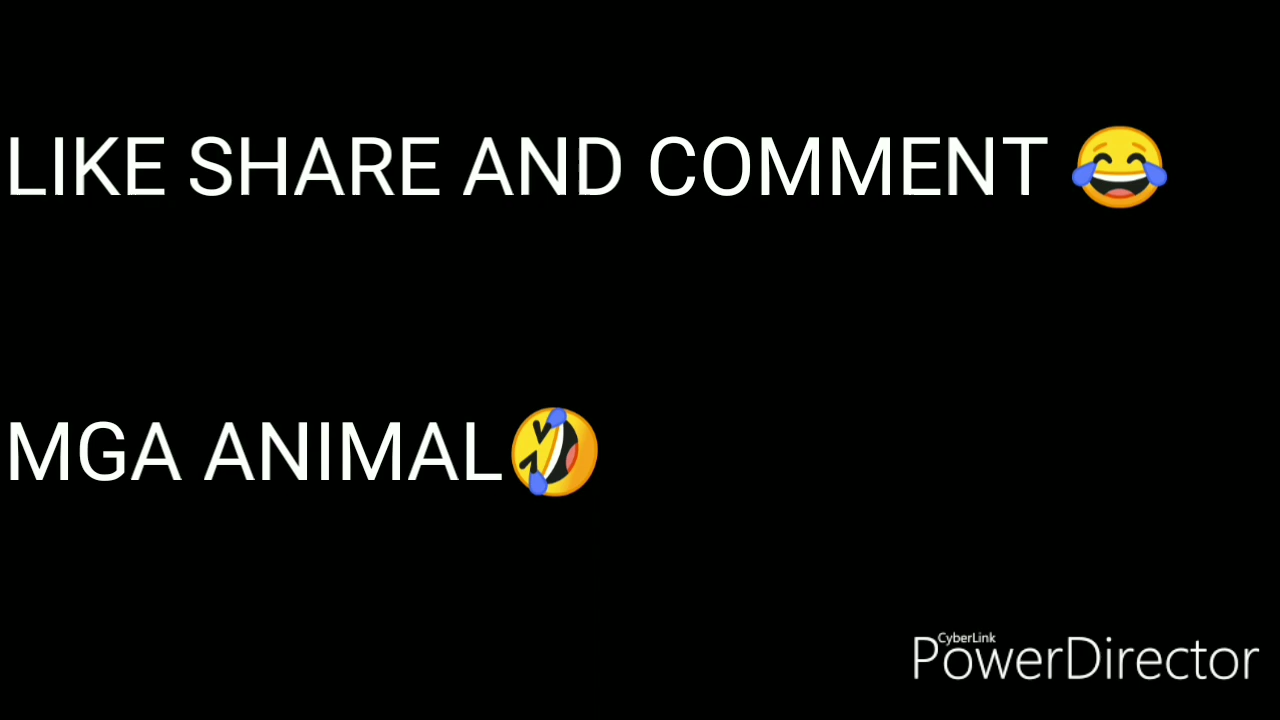 LIKE SHARE AND COMMENT 😂
MGA ANIMAL🤣
CyberLink
PowerDirector